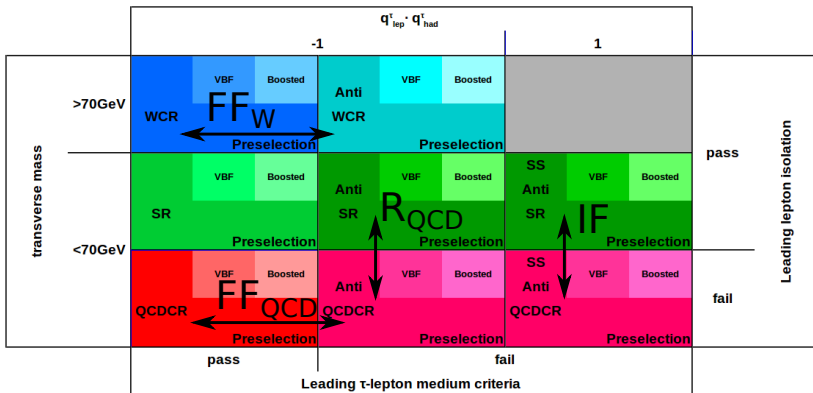 q^τ_lep · q^τ_had
-1
1
transverse mass
>70GeV
<70GeV
WCR
VBF
Boosted
FF_W
Preselection
Anti
WCR
VBF
Boosted
Preselection
SR
VBF
Boosted
Preselection
Anti
SR
VBF
Boosted
R_QCD
Preselection
SS
Anti
SR
VBF
Boosted
IF
Preselection
QCDCR
VBF
Boosted
FF_QCD
Preselection
Anti
QCDCR
VBF
Boosted
Preselection
SS
Anti
QCDCR
VBF
Boosted
Preselection
pass
fail
Leading lepton isolation
pass
fail
Leading τ-lepton medium criteria